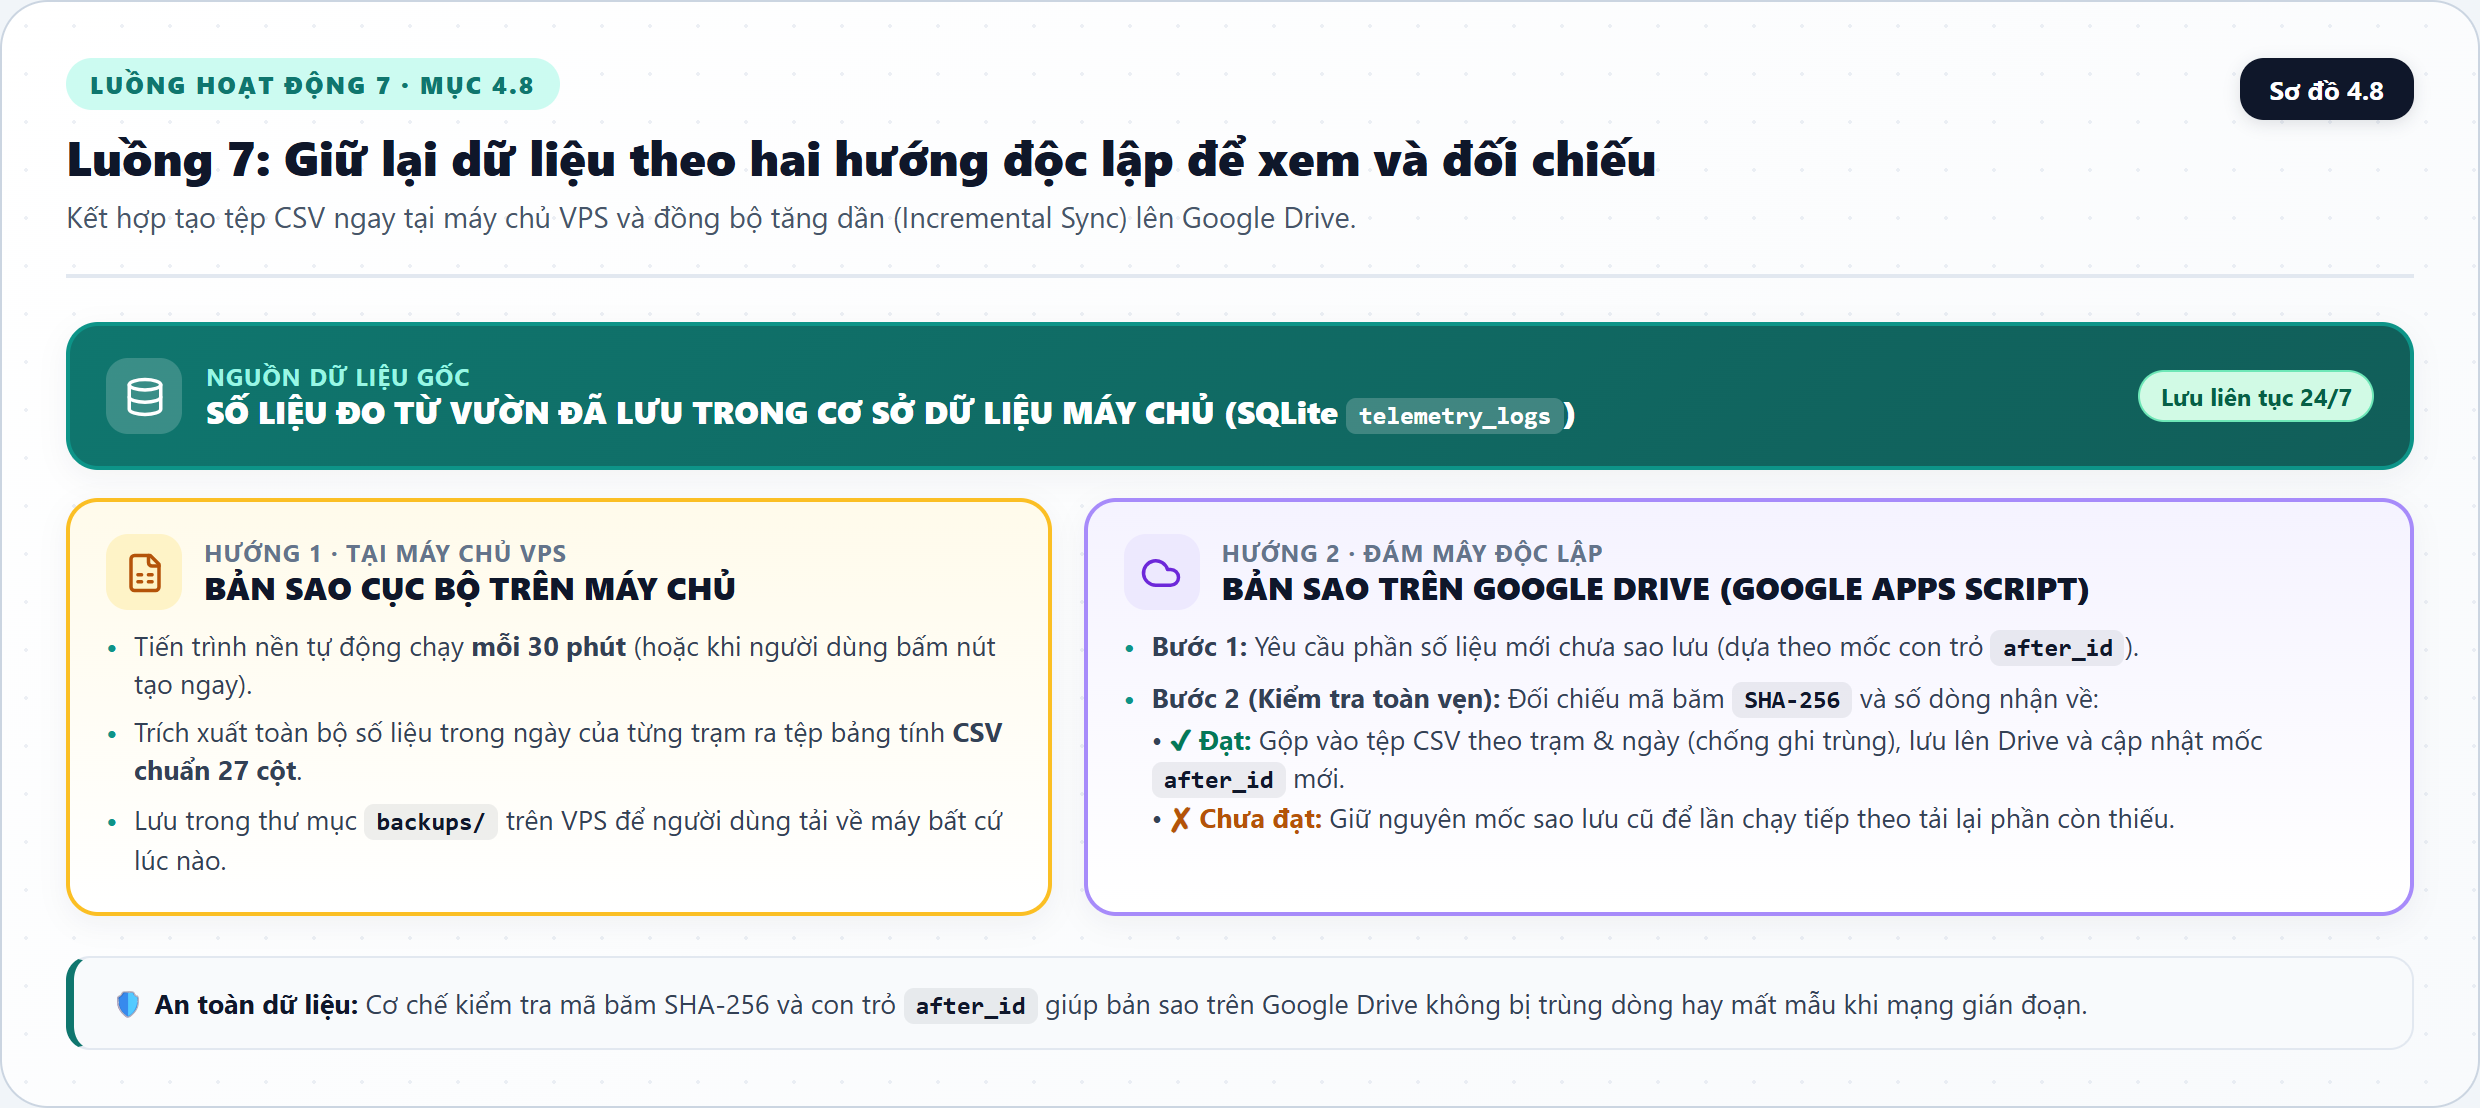 LUỒNG HOẠT ĐỘNG 7 · MỤC 4.8
Sơ đồ 4.8
Luồng 7: Giữ lại dữ liệu theo hai hướng độc lập để xem và đối chiếu
Kết hợp tạo tệp CSV ngay tại máy chủ VPS và đồng bộ tăng dần (Incremental Sync) lên Google Drive.
NGUỒN DỮ LIỆU GỐC
SỐ LIỆU ĐO TỪ VƯỜN ĐÃ LƯU TRONG CƠ SỞ DỮ LIỆU MÁY CHỦ (SQLite telemetry_logs)
Lưu liên tục 24/7
HƯỚNG 1 · TẠI MÁY CHỦ VPS
BẢN SAO CỤC BỘ TRÊN MÁY CHỦ
• Tiến trình nền tự động chạy mỗi 30 phút (hoặc khi người dùng bấm nút
tạo ngay).
• Trích xuất toàn bộ số liệu trong ngày của từng trạm ra tệp bảng tính CSV
chuẩn 27 cột.
• Lưu trong thư mục backups/ trên VPS để người dùng tải về máy bất cứ
lúc nào.
HƯỚNG 2 · ĐÁM MÂY ĐỘC LẬP
BẢN SAO TRÊN GOOGLE DRIVE (GOOGLE APPS SCRIPT)
• Bước 1: Yêu cầu phần số liệu mới chưa sao lưu (dựa theo mốc con trỏ after_id).
• Bước 2 (Kiểm tra toàn vẹn): Đối chiếu mã băm SHA-256 và số dòng nhận về:
• ✔ Đạt: Gộp vào tệp CSV theo trạm & ngày (chống ghi trùng), lưu lên Drive và cập nhật mốc
after_id mới.
• ✘ Chưa đạt: Giữ nguyên mốc sao lưu cũ để lần chạy tiếp theo tải lại phần còn thiếu.
An toàn dữ liệu: Cơ chế kiểm tra mã băm SHA-256 và con trỏ after_id giúp bản sao trên Google Drive không bị trùng dòng hay mất mẫu khi mạng gián đoạn.